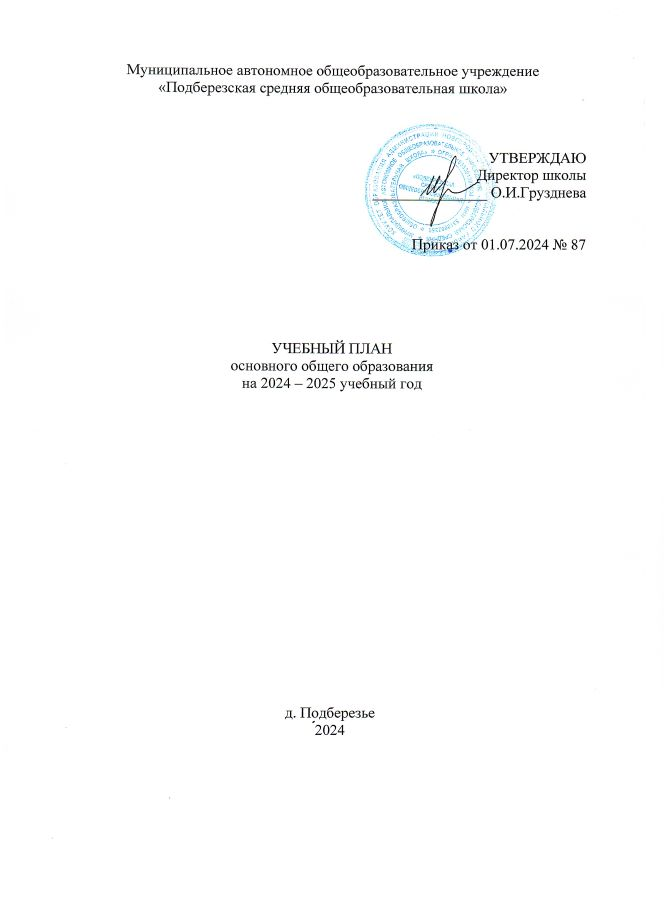 Муниципальное автономное общеобразовательное учреждение
«Подберезская средняя общеобразовательная школа»
УТВЕРЖДАЮ
Директор школы
О.И.Грузднева
Приказ от 01.07.2024 № 87
УЧЕБНЫЙ ПЛАН
основного общего образования
на 2024 – 2025 учебный год
д. Подберезье
2024